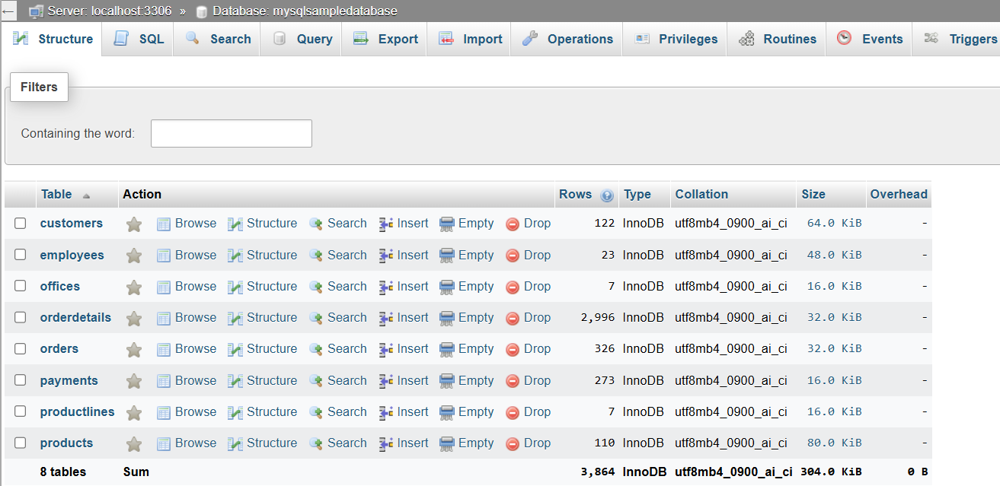 ← Server: localhost:3306 » Database: mysqlsampledatabase
Structure SQL Search Query Export Import Operations Privileges Routines Events Triggers
Filters
Containing the word:
Table Action Rows Type Collation Size Overhead
customers Browse Structure Search Insert Empty Drop 122 InnoDB utf8mb4_0900_ai_ci 64.0 KiB -
employees Browse Structure Search Insert Empty Drop 23 InnoDB utf8mb4_0900_ai_ci 48.0 KiB -
offices Browse Structure Search Insert Empty Drop 7 InnoDB utf8mb4_0900_ai_ci 16.0 KiB -
orderdetails Browse Structure Search Insert Empty Drop 2,996 InnoDB utf8mb4_0900_ai_ci 32.0 KiB -
orders Browse Structure Search Insert Empty Drop 326 InnoDB utf8mb4_0900_ai_ci 32.0 KiB -
payments Browse Structure Search Insert Empty Drop 273 InnoDB utf8mb4_0900_ai_ci 16.0 KiB -
productlines Browse Structure Search Insert Empty Drop 7 InnoDB utf8mb4_0900_ai_ci 16.0 KiB -
products Browse Structure Search Insert Empty Drop 110 InnoDB utf8mb4_0900_ai_ci 80.0 KiB -
8 tables Sum 3,864 InnoDB utf8mb4_0900_ai_ci 304.0 KiB 0 B